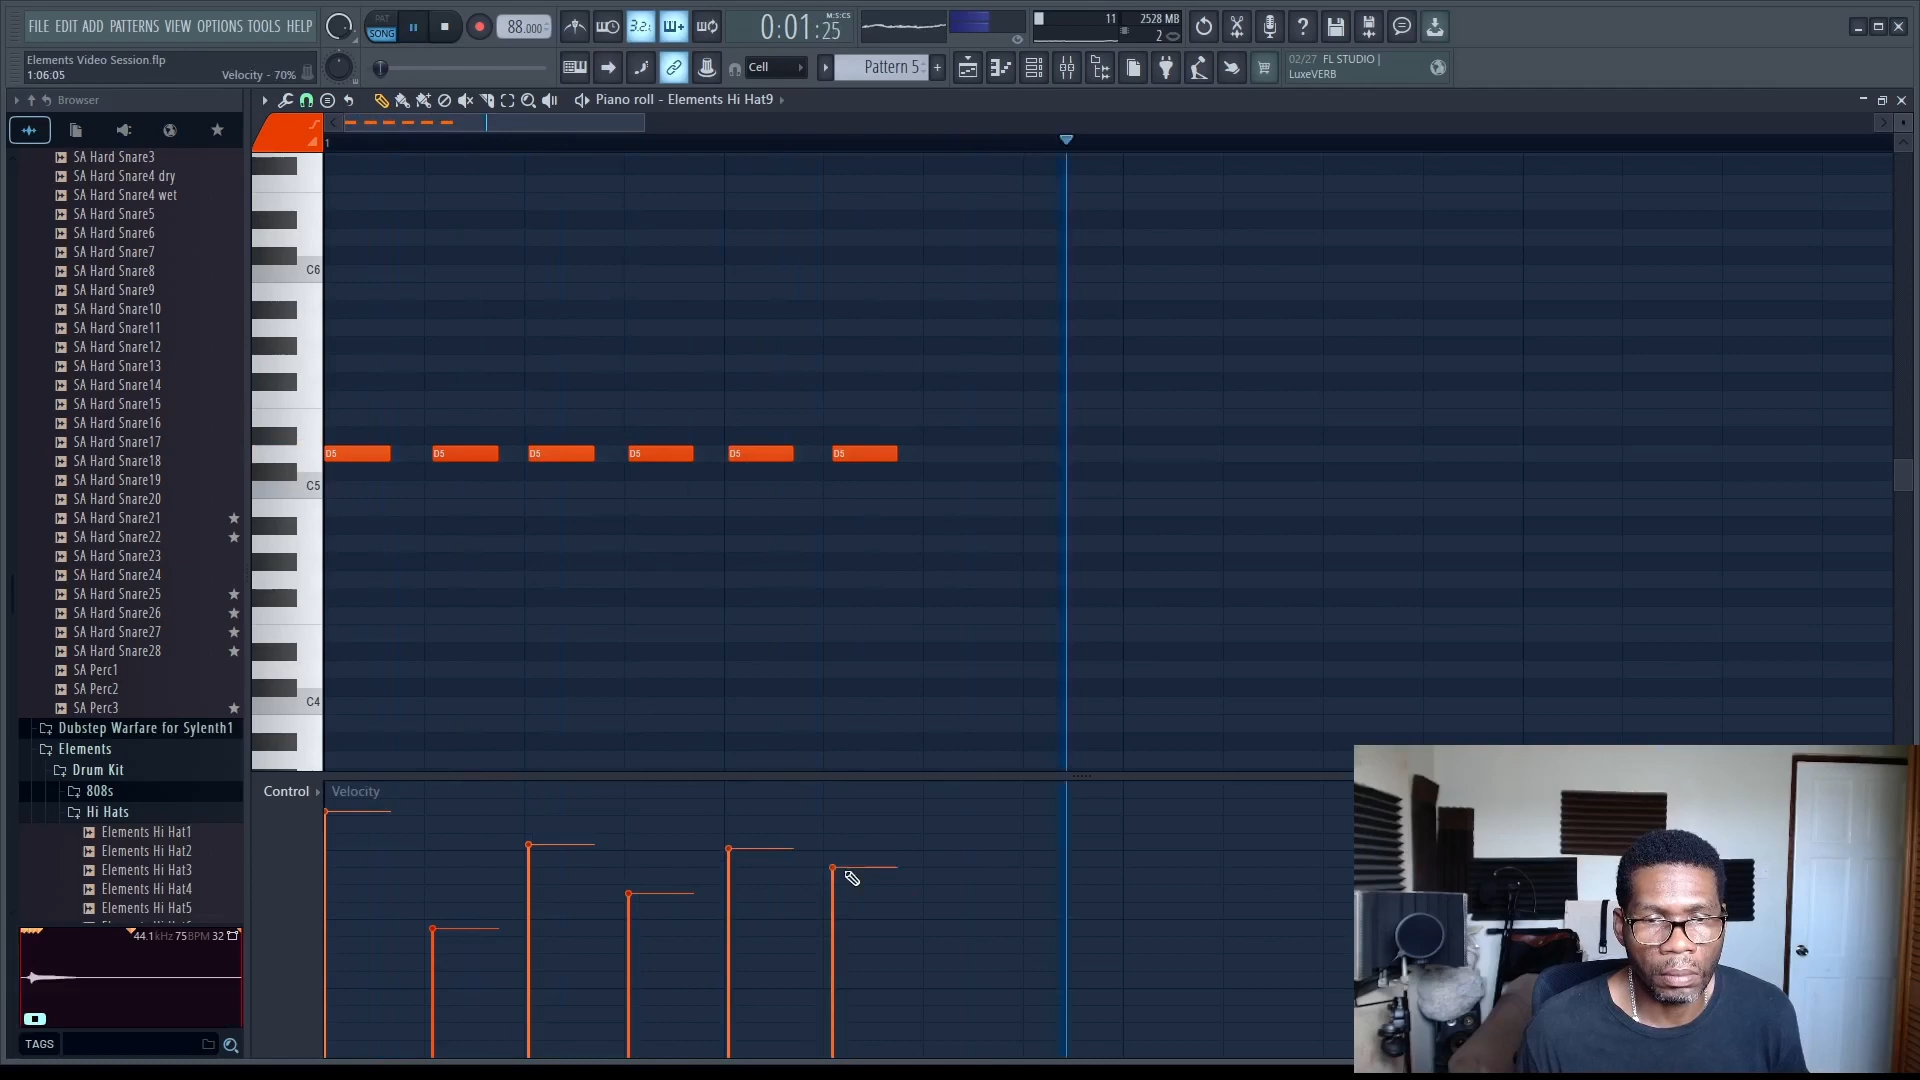 FILE EDIT ADD PATTERNS VIEW OPTIONS TOOLS HELP
PAT
SONG
88.000
3.2.
0:01:25
M:S:CS
11
2528 MB
2
Elements Video Session.flp
1:06:05
Velocity - 70%
Cell
Pattern 5
+
02/27 FL STUDIO |
LuxeVERB
Browser
Piano roll - Elements Hi Hat9
1
SA Hard Snare3
SA Hard Snare4 dry
SA Hard Snare4 wet
SA Hard Snare5
SA Hard Snare6
SA Hard Snare7
SA Hard Snare8
SA Hard Snare9
SA Hard Snare10
SA Hard Snare11
SA Hard Snare12
SA Hard Snare13
SA Hard Snare14
SA Hard Snare15
SA Hard Snare16
SA Hard Snare17
SA Hard Snare18
SA Hard Snare19
SA Hard Snare20
SA Hard Snare21
SA Hard Snare22
SA Hard Snare23
SA Hard Snare24
SA Hard Snare25
SA Hard Snare26
SA Hard Snare27
SA Hard Snare28
SA Perc1
SA Perc2
SA Perc3
Dubstep Warfare for Sylenth1
Elements
Drum Kit
808s
Hi Hats
Elements Hi Hat1
Elements Hi Hat2
Elements Hi Hat3
Elements Hi Hat4
Elements Hi Hat5
44.1kHz 75BPM 32
TAGS
C6
D5 D5 D5 D5 D5 D5
C5
C4
Control
Velocity